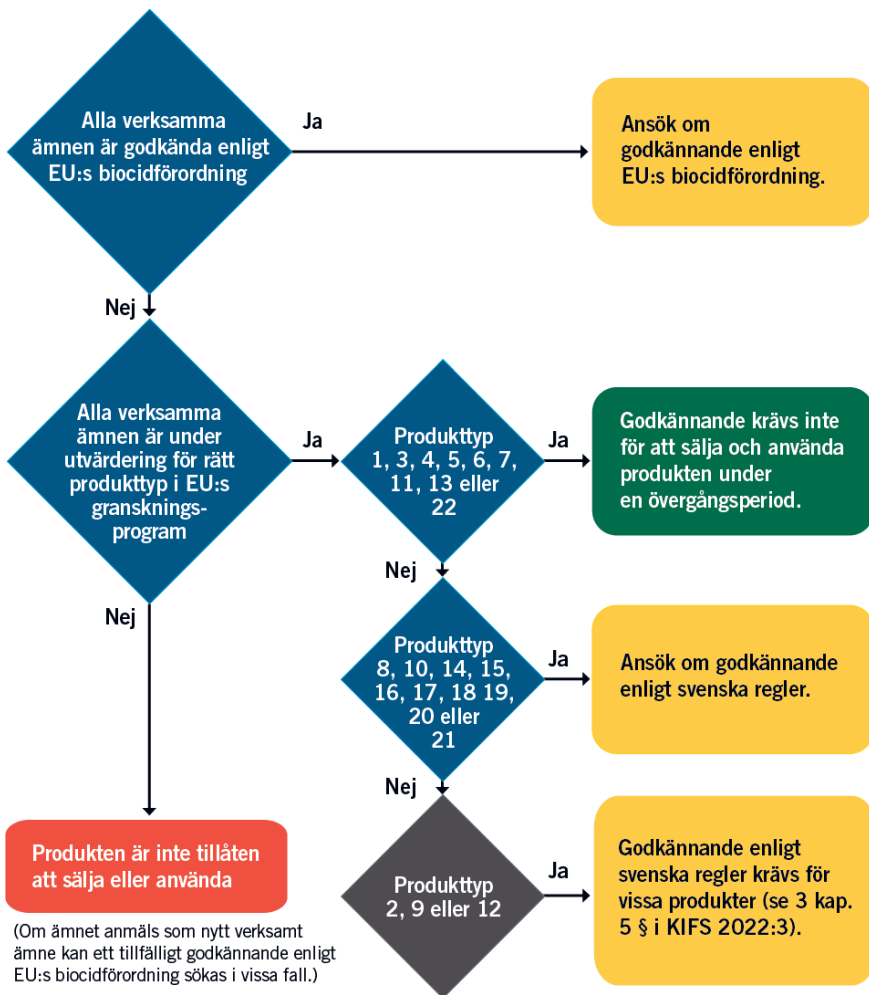 Alla verksamma
ämnen är godkända enligt
EU:s biocidförordning
Ja
Ansök om
godkännande enligt
EU:s biocidförordning.
Nej
Alla verksamma
ämnen är under
utvärdering för rätt
produkttyp i EU:s
gransknings-
program
Ja
Produkttyp
1, 3, 4, 5, 6, 7,
11, 13 eller
22
Ja
Godkännande krävs inte
för att sälja och använda
produkten under
en övergångsperiod.
Nej
Nej
Produkttyp
8, 10, 14, 15,
16, 17, 18 19,
20 eller
21
Ja
Ansök om godkännande
enligt svenska regler.
Nej
Produkttyp
2, 9 eller 12
Ja
Godkännande enligt
svenska regler krävs för
vissa produkter (se 3 kap.
5 § i KIFS 2022:3).
Produkten är inte tillåten
att sälja eller använda
(Om ämnet anmäls som nytt verksamt
ämne kan ett tillfälligt godkännande enligt
EU:s biocidförordning sökas i vissa fall.)